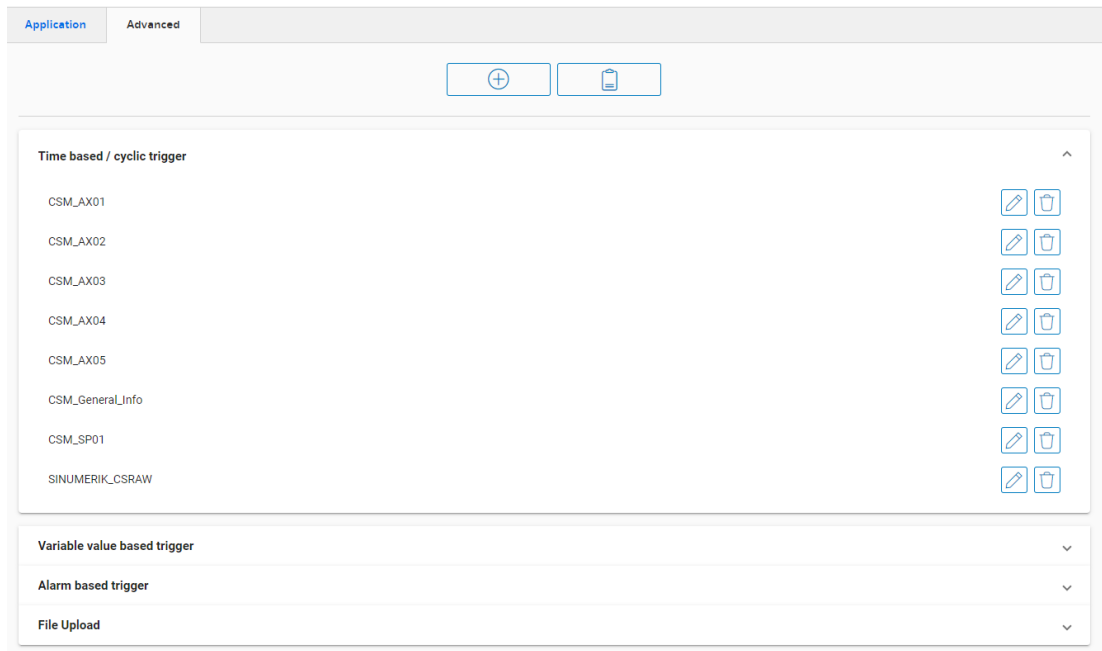 Application
Advanced
Time based / cyclic trigger
CSM_AX01
CSM_AX02
CSM_AX03
CSM_AX04
CSM_AX05
CSM_General_Info
CSM_SP01
SINUMERIK_CSRAW
Variable value based trigger
Alarm based trigger
File Upload